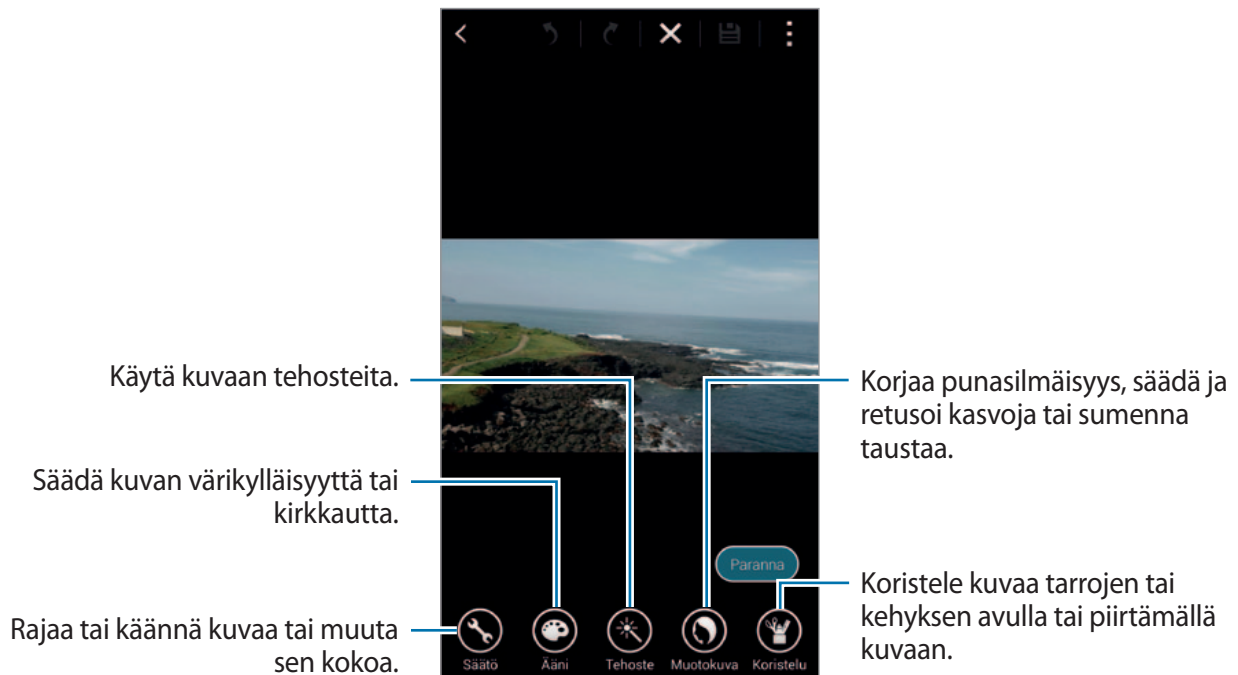 Käytä kuvaan tehosteita.
Säädä kuvan värikylläisyyttä tai
kirkkautta.
Rajaa tai käännä kuvaa tai muuta
sen kokoa.
Korjaa punasilmäisyys, säädä ja
retusoi kasvoja tai sumenna
taustaa.
Paranna
Koristele kuvaa tarrojen tai
kehyksen avulla tai piirtämällä
kuvaan.
Säätö Ääni Tehoste Muotokuva Koristelu